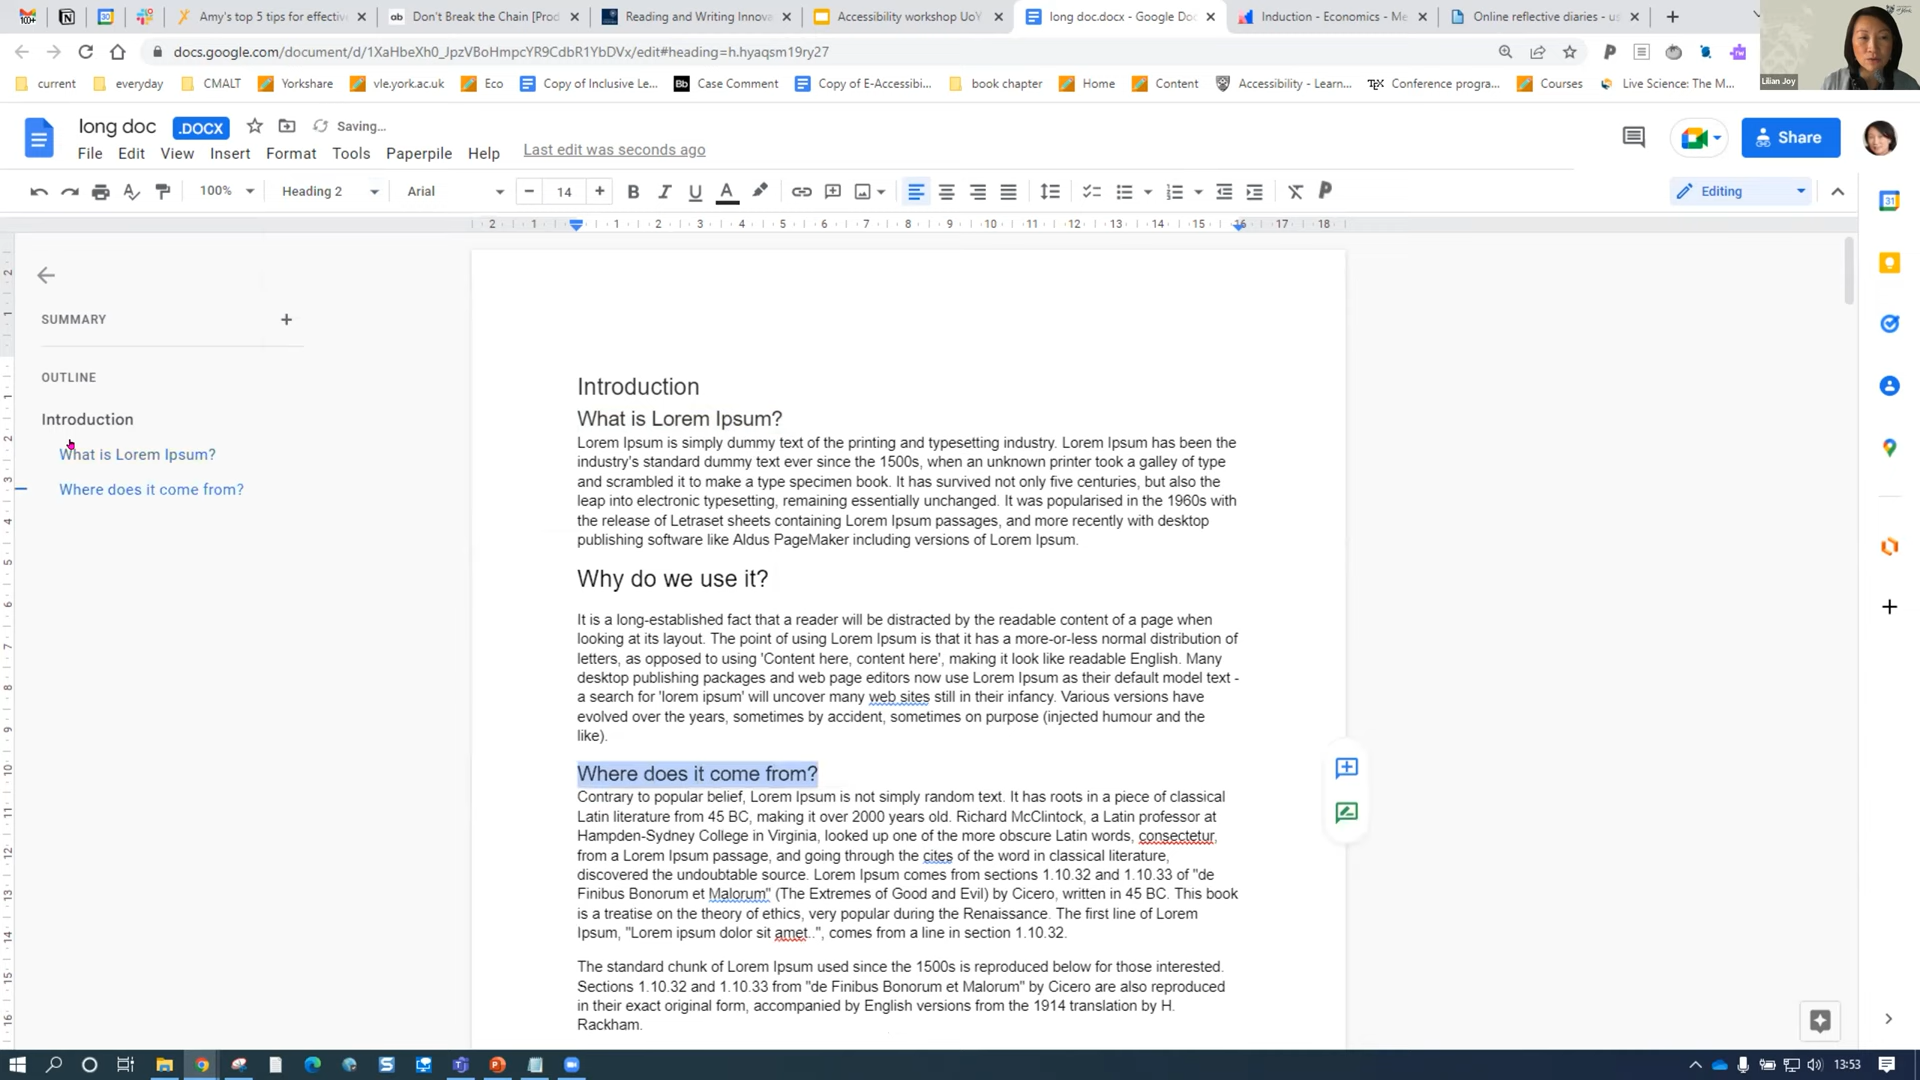 Amy's top 5 tips for effective
Don't Break the Chain [Prod
Reading and Writing Innova
Accessibility workshop UoY
long doc.docx - Google Doc
Induction - Economics - Me
Online reflective diaries - us
docs.google.com/document/d/1XaHbeXh0_JpzVBoHmpcYR9CdbR1YbDVx/edit#heading=h.hyaqsm19ry27
Lilian Joy
current
everyday
CMALT
Yorkshare
vle.york.ac.uk
Eco
Copy of Inclusive Le...
Bb
Case Comment
Copy of E-Accessibi...
book chapter
Home
Content
Accessibility - Learn...
Conference progra...
Courses
Live Science: The M...
long doc
.DOCX
Saving...
File Edit View Insert Format Tools Paperpile Help
Last edit was seconds ago
Share
100%
Heading 2
Arial
14
Editing
2 1 1 2 3 4 5 6 7 8 9 10 11 12 13 14 15 16 17 18
SUMMARY
OUTLINE
Introduction
What is Lorem Ipsum?
Where does it come from?
Introduction
What is Lorem Ipsum?
Lorem Ipsum is simply dummy text of the printing and typesetting industry. Lorem Ipsum has been the
industry's standard dummy text ever since the 1500s, when an unknown printer took a galley of type
and scrambled it to make a type specimen book. It has survived not only five centuries, but also the
leap into electronic typesetting, remaining essentially unchanged. It was popularised in the 1960s with
the release of Letraset sheets containing Lorem Ipsum passages, and more recently with desktop
publishing software like Aldus PageMaker including versions of Lorem Ipsum.
Why do we use it?
It is a long-established fact that a reader will be distracted by the readable content of a page when
looking at its layout. The point of using Lorem Ipsum is that it has a more-or-less normal distribution of
letters, as opposed to using 'Content here, content here', making it look like readable English. Many
desktop publishing packages and web page editors now use Lorem Ipsum as their default model text -
a search for 'lorem ipsum' will uncover many web sites still in their infancy. Various versions have
evolved over the years, sometimes by accident, sometimes on purpose (injected humour and the
like).
Where does it come from?
Contrary to popular belief, Lorem Ipsum is not simply random text. It has roots in a piece of classical
Latin literature from 45 BC, making it over 2000 years old. Richard McClintock, a Latin professor at
Hampden-Sydney College in Virginia, looked up one of the more obscure Latin words, consectetur,
from a Lorem Ipsum passage, and going through the cites of the word in classical literature,
discovered the undoubtable source. Lorem Ipsum comes from sections 1.10.32 and 1.10.33 of "de
Finibus Bonorum et Malorum" (The Extremes of Good and Evil) by Cicero, written in 45 BC. This book
is a treatise on the theory of ethics, very popular during the Renaissance. The first line of Lorem
Ipsum, "Lorem ipsum dolor sit amet..", comes from a line in section 1.10.32.
The standard chunk of Lorem Ipsum used since the 1500s is reproduced below for those interested.
Sections 1.10.32 and 1.10.33 from "de Finibus Bonorum et Malorum" by Cicero are also reproduced
in their exact original form, accompanied by English versions from the 1914 translation by H.
Rackham.
13:53